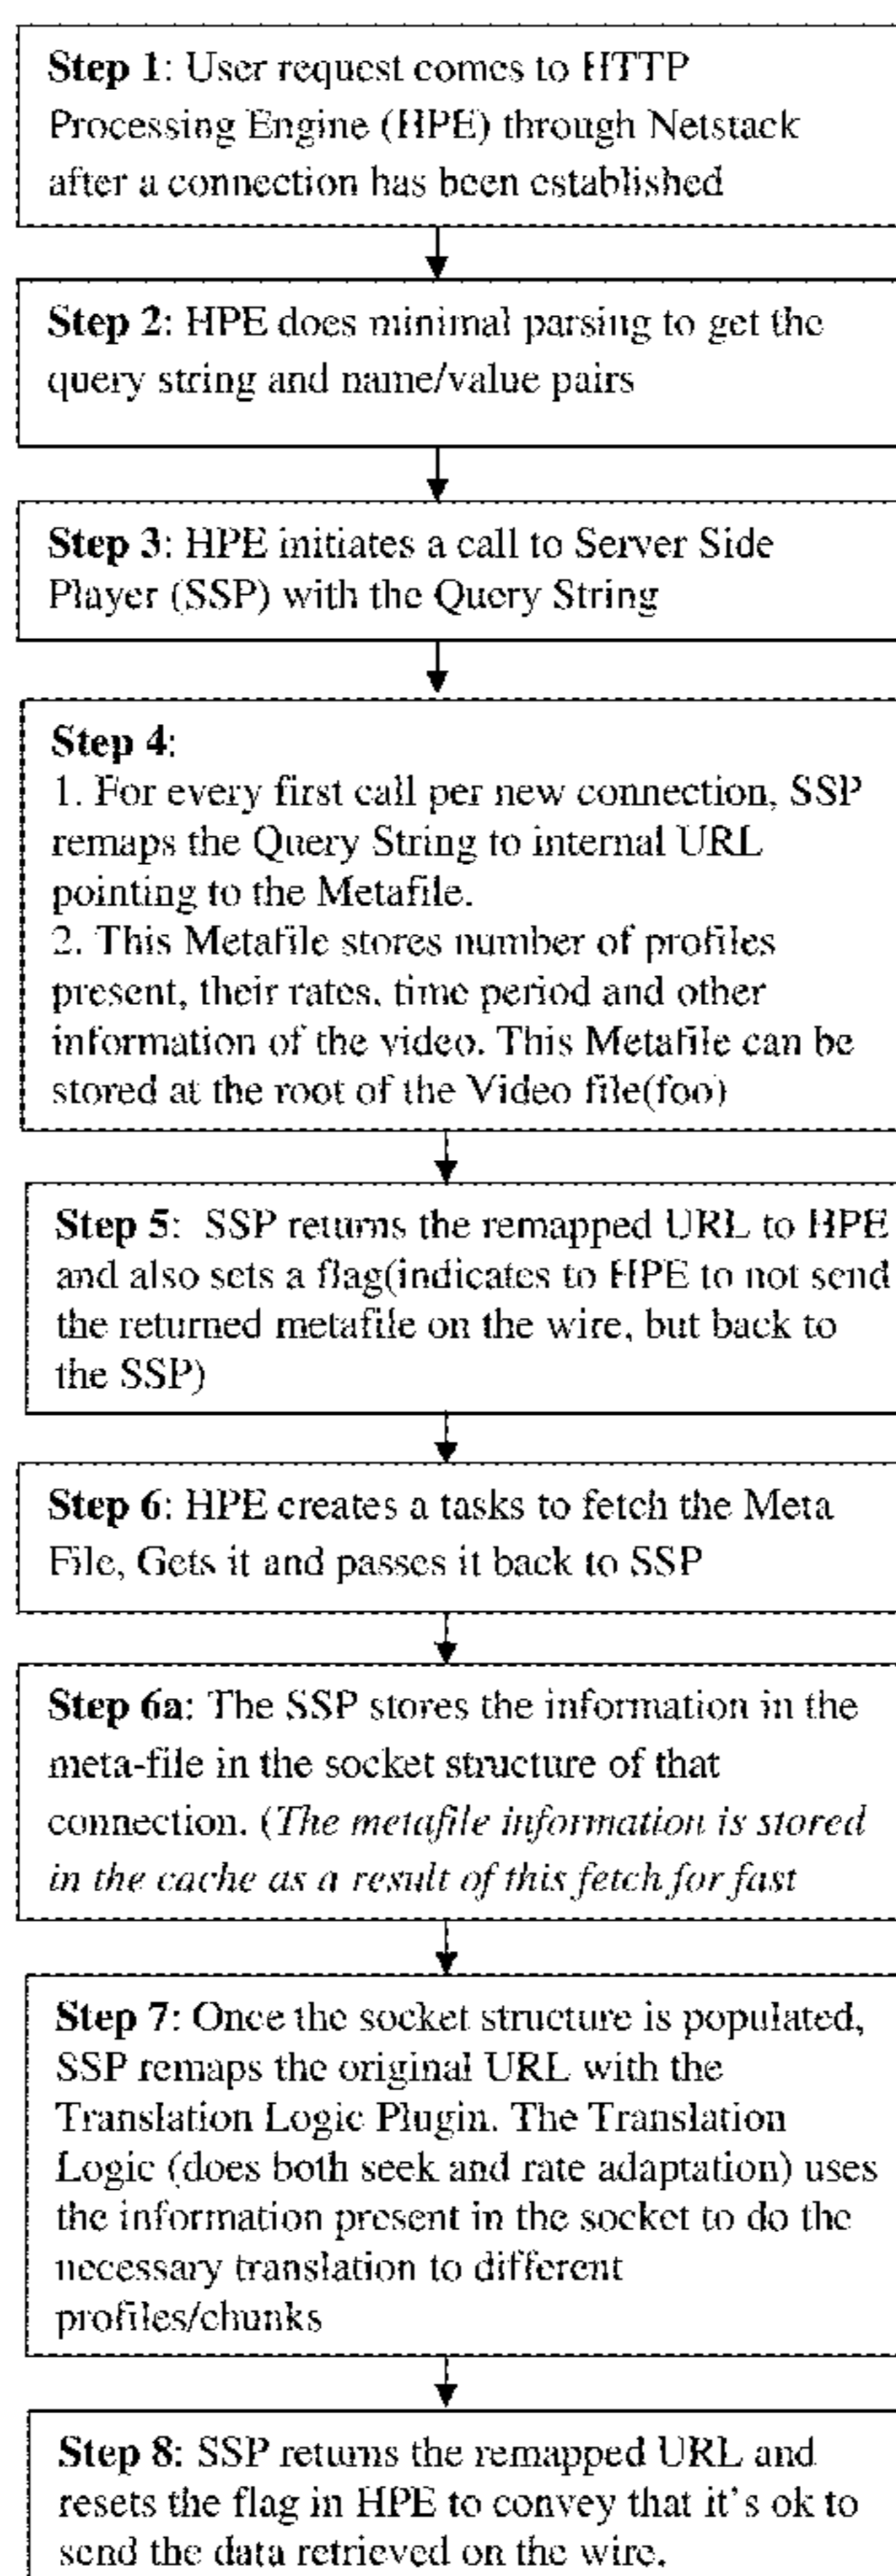 Step 1: User request comes to HTTP
Processing Engine (HPE) through Netstack
after a connection has been established
Step 2: HPE does minimal parsing to get the
query string and name/value pairs
Step 3: HPE initiates a call to Server Side
Player (SSP) with the Query String
Step 4:
1. For every first call per new connection, SSP
remaps the Query String to internal URL
pointing to the Metafile.
2. This Metafile stores number of profiles
present, their rates, time period and other
information of the video. This Metafile can be
stored at the root of the Video file(foo)
Step 5: SSP returns the remapped URL to HPE
and also sets a flag(indicates to HPE to not send
the returned metafile on the wire, but back to
the SSP)
Step 6: HPE creates a tasks to fetch the Meta
File, Gets it and passes it back to SSP
Step 6a: The SSP stores the information in the
meta-file in the socket structure of that
connection. (The metafile information is stored
in the cache as a result of this fetch for fast
Step 7: Once the socket structure is populated,
SSP remaps the original URL with the
Translation Logic Plugin. The Translation
Logic (does both seek and rate adaptation) uses
the information present in the socket to do the
necessary translation to different
profiles/chunks
Step 8: SSP returns the remapped URL and
resets the flag in HPE to convey that it's ok to
send the data retrieved on the wire.